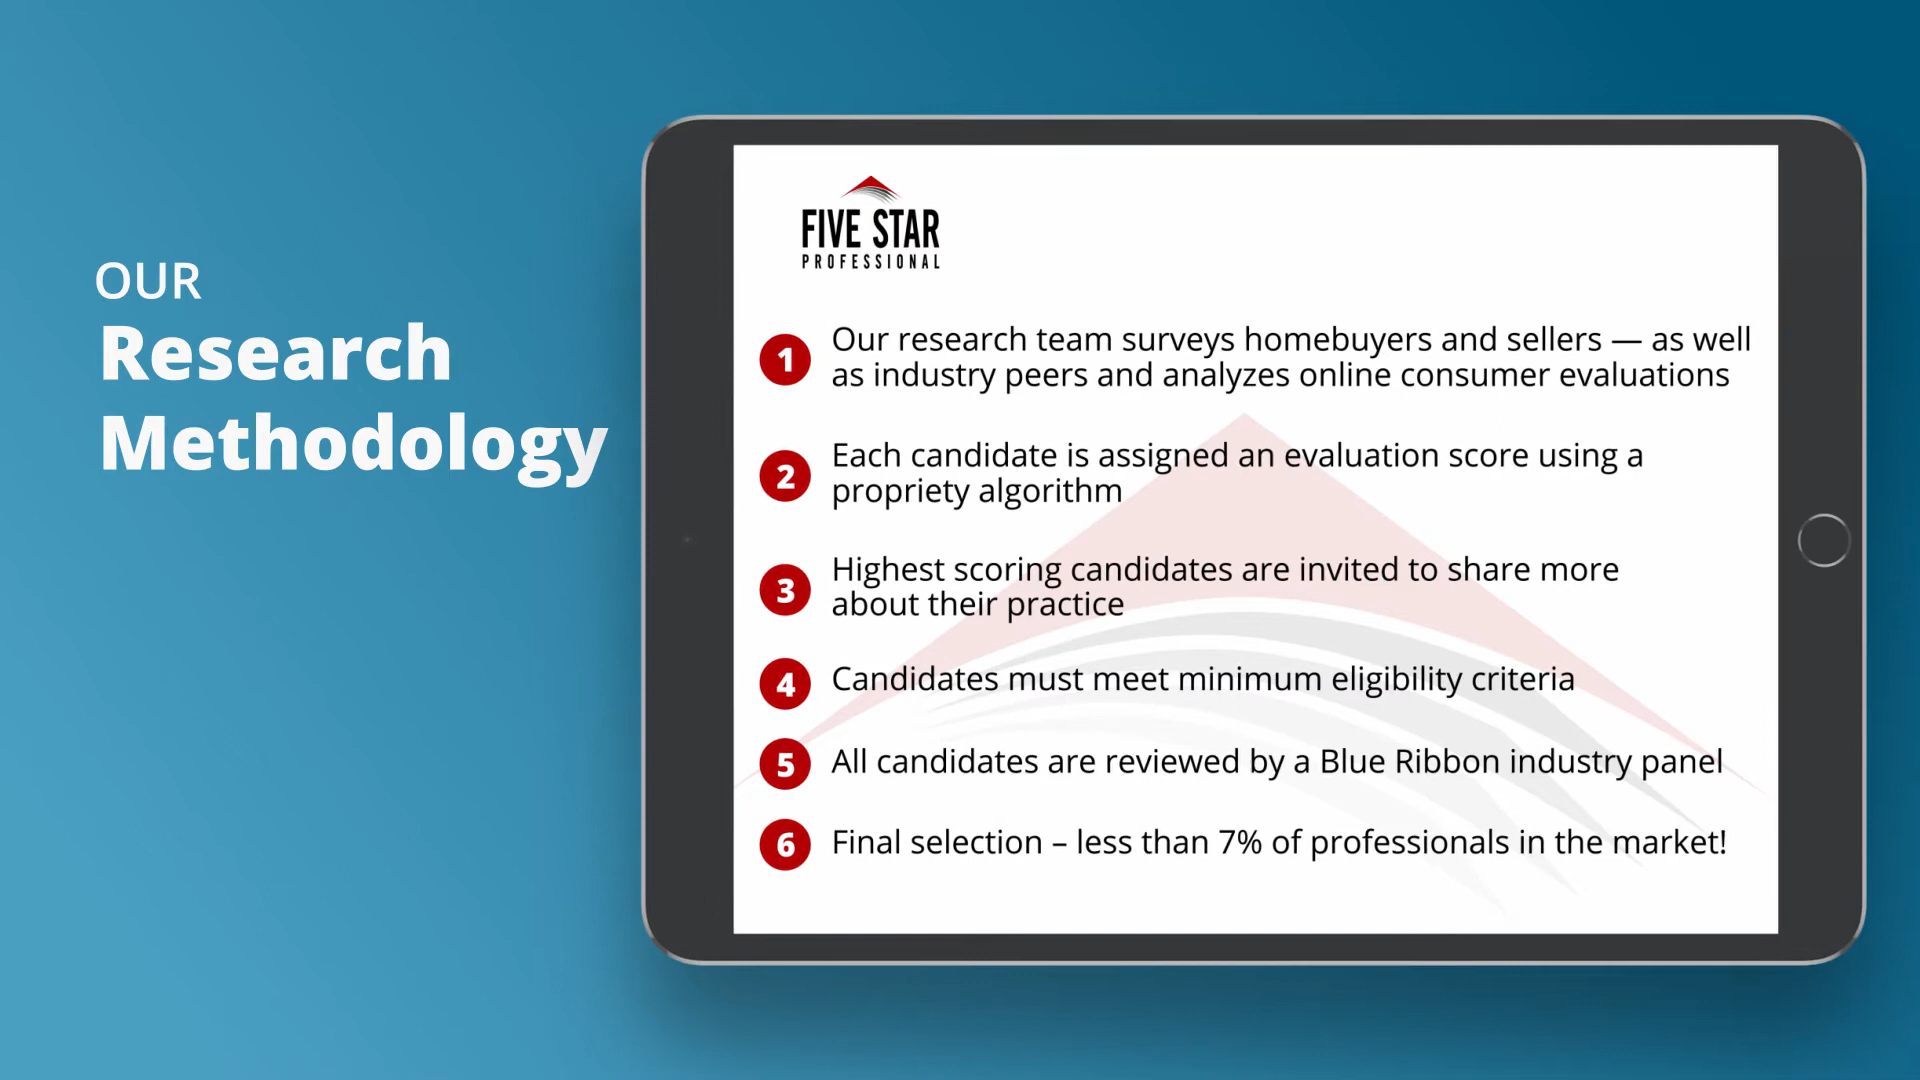 OUR
Research
Methodology
FIVE STAR
PROFESSIONAL
1 Our research team surveys homebuyers and sellers — as well
as industry peers and analyzes online consumer evaluations
2 Each candidate is assigned an evaluation score using a
propriety algorithm
3 Highest scoring candidates are invited to share more
about their practice
4 Candidates must meet minimum eligibility criteria
5 All candidates are reviewed by a Blue Ribbon industry panel
6 Final selection – less than 7% of professionals in the market!